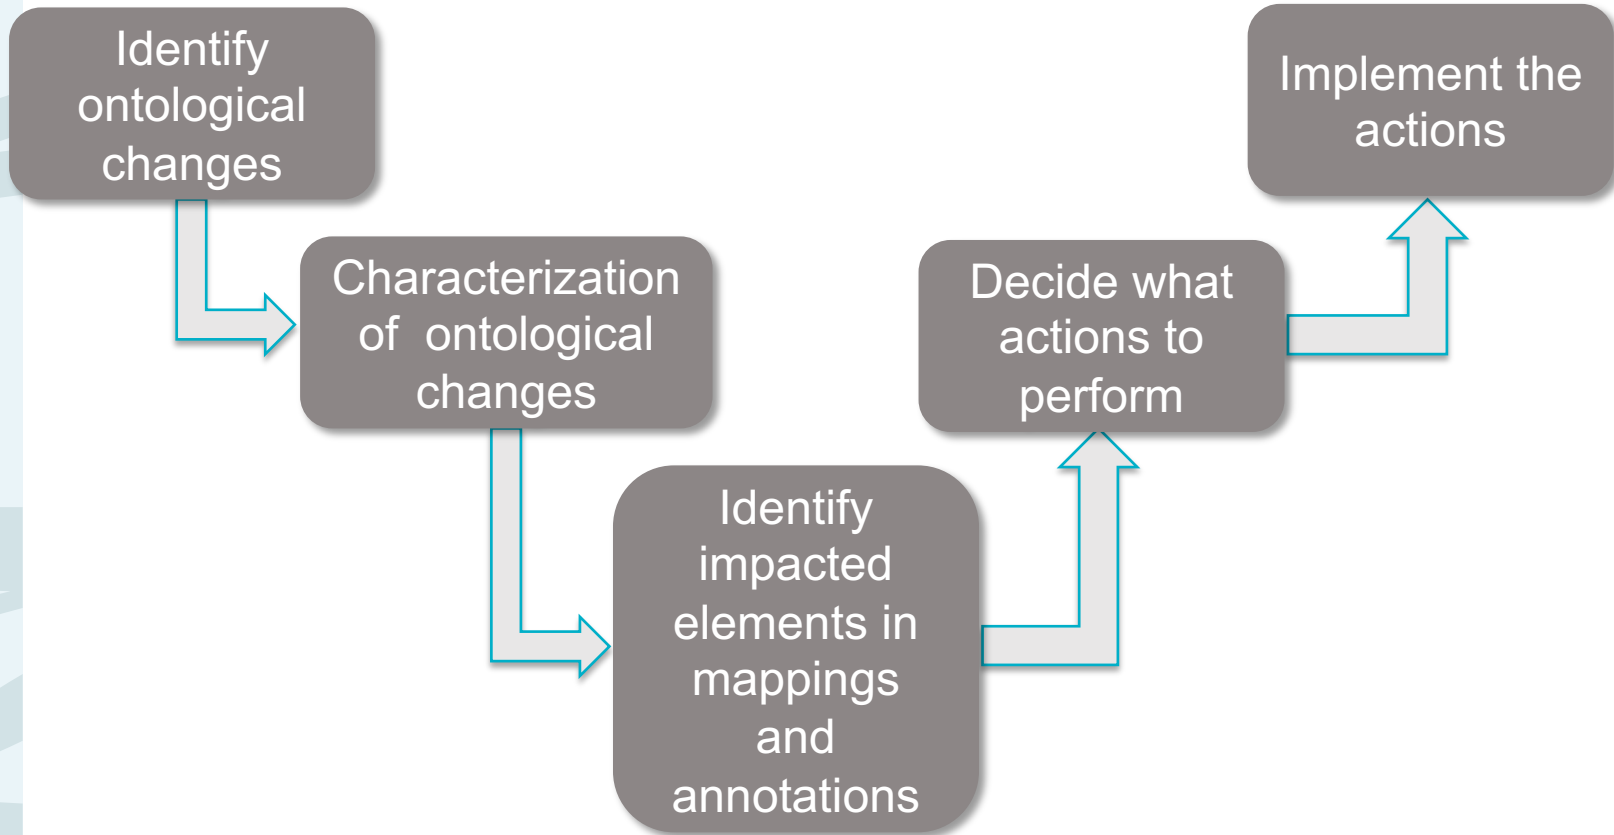 Identify
ontological
changes
Characterization
of ontological
changes
Identify
impacted
elements in
mappings
and
annotations
Decide what
actions to
perform
Implement the
actions